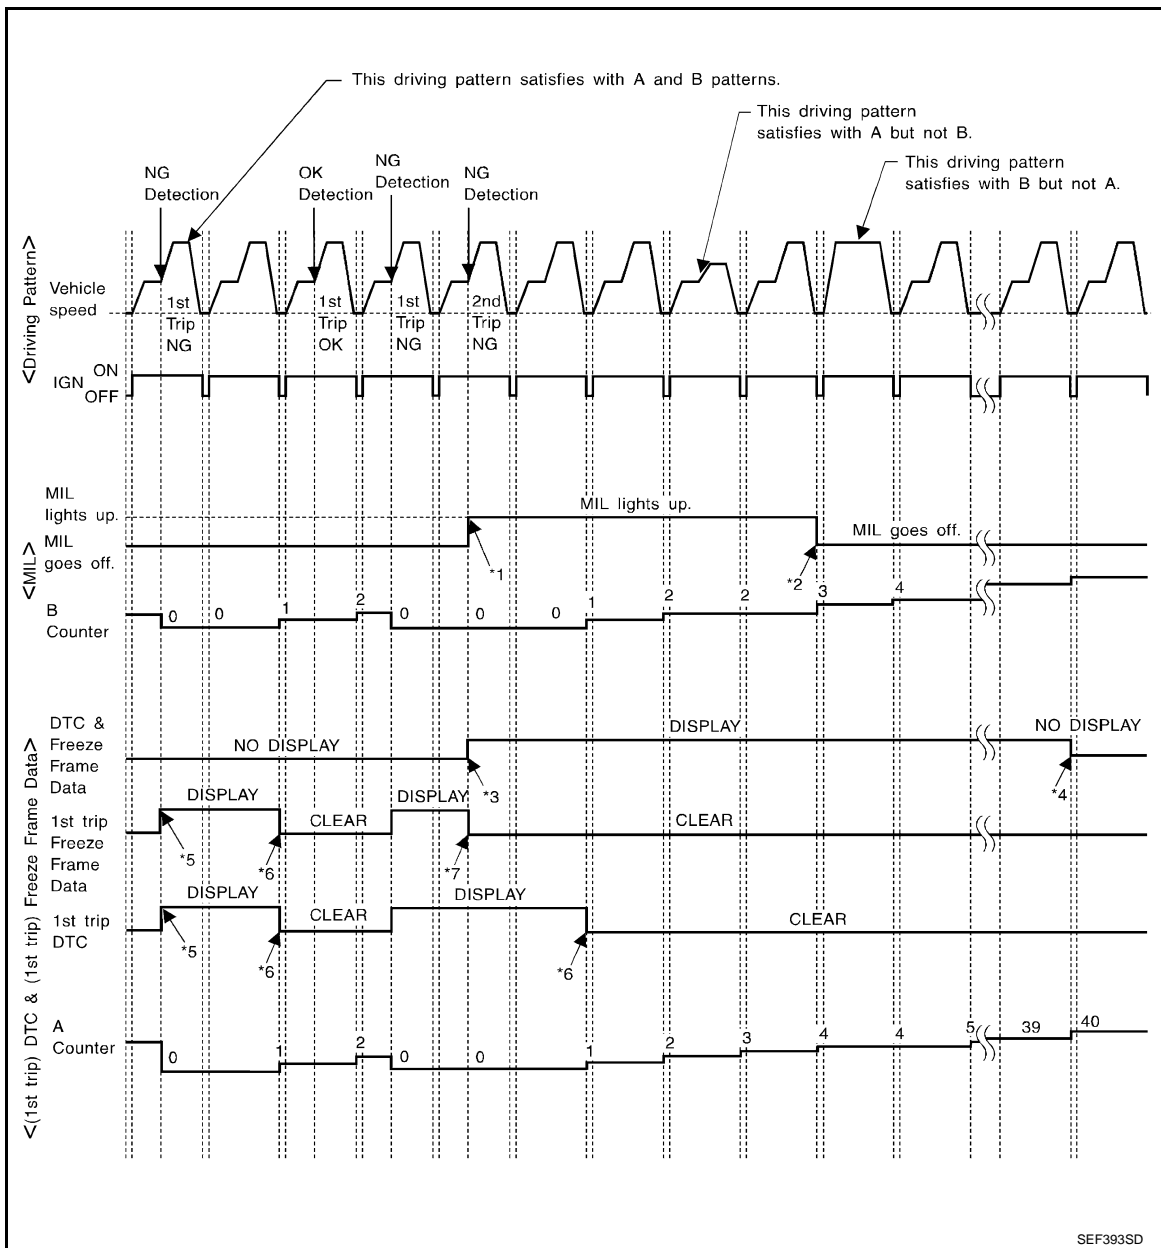 This driving pattern satisfies with A and B patterns.
This driving pattern
satisfies with A but not B.
This driving pattern
satisfies with B but not A.
NG
Detection
OK
Detection
NG
Detection
NG
Detection
<Driving Pattern>
Vehicle
speed
1st
Trip
NG
1st
Trip
OK
1st
Trip
NG
2nd
Trip
NG
IGN
ON
OFF
<MIL>
MIL
lights up.
MIL
goes off.
MIL lights up.
MIL goes off.
*1
*2
B
Counter
0 0 1 2 0 0 0 1 2 2 3 4
<(1st trip) DTC & (1st trip) Freeze Frame Data>
DTC &
Freeze
Frame
Data
NO DISPLAY
DISPLAY
NO DISPLAY
*3
*4
1st trip
Freeze
Frame
Data
DISPLAY
CLEAR
DISPLAY
CLEAR
*5
*6
*7
1st trip
DTC
DISPLAY
CLEAR
DISPLAY
CLEAR
*5
*6
*6
A
Counter
0 1 2 0 0 1 2 3 4 4 5 39 40
SEF393SD